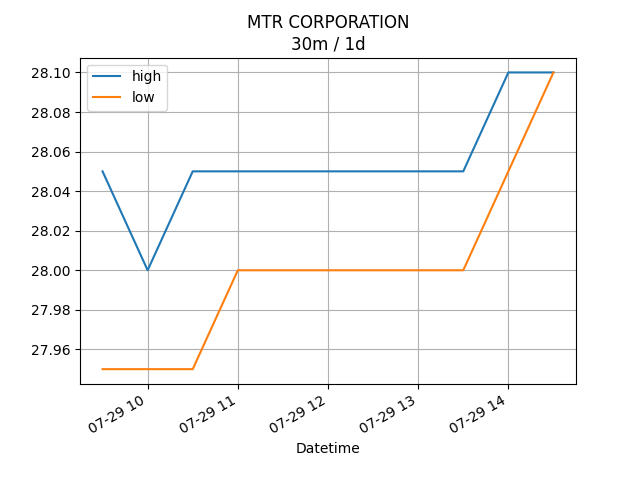 MTR CORPORATION
30m / 1d
high
low
28.10
28.08
28.06
28.04
28.02
28.00
27.98
27.96
07-29 10
07-29 11
07-29 12
07-29 13
07-29 14
Datetime